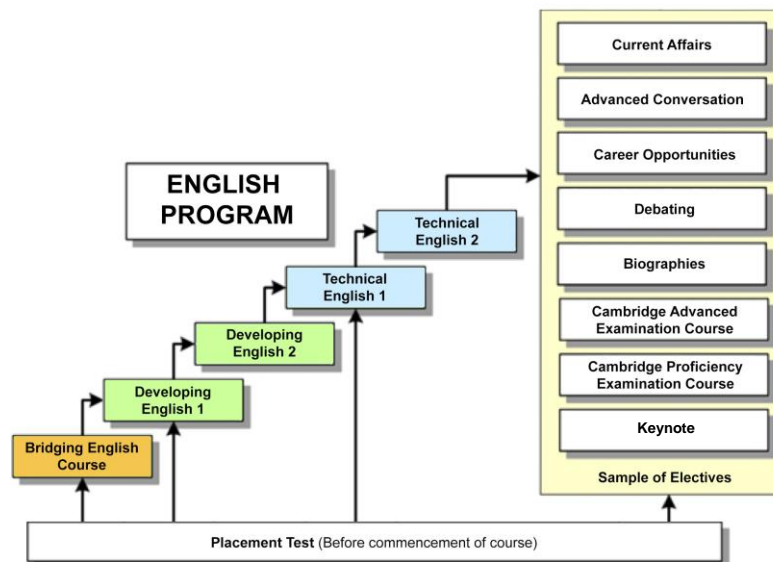 Current Affairs
Advanced Conversation
Career Opportunities
Debating
Biographies
Cambridge Advanced
Examination Course
Cambridge Proficiency
Examination Course
Keynote
Sample of Electives
ENGLISH
PROGRAM
Technical
English 2
Technical
English 1
Developing
English 2
Developing
English 1
Bridging English
Course
Placement Test (Before commencement of course)